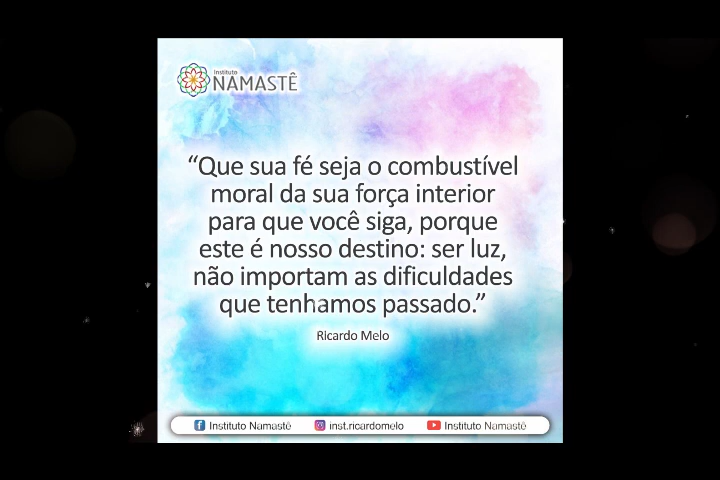 Instituto
NAMASTÊ
“Que sua fé seja o combustível
moral da sua força interior
para que você siga, porque
este é nosso destino: ser luz,
não importam as dificuldades
que tenhamos passado.”
Ricardo Melo
Instituto Namastê inst.ricardomelo Instituto Namastê